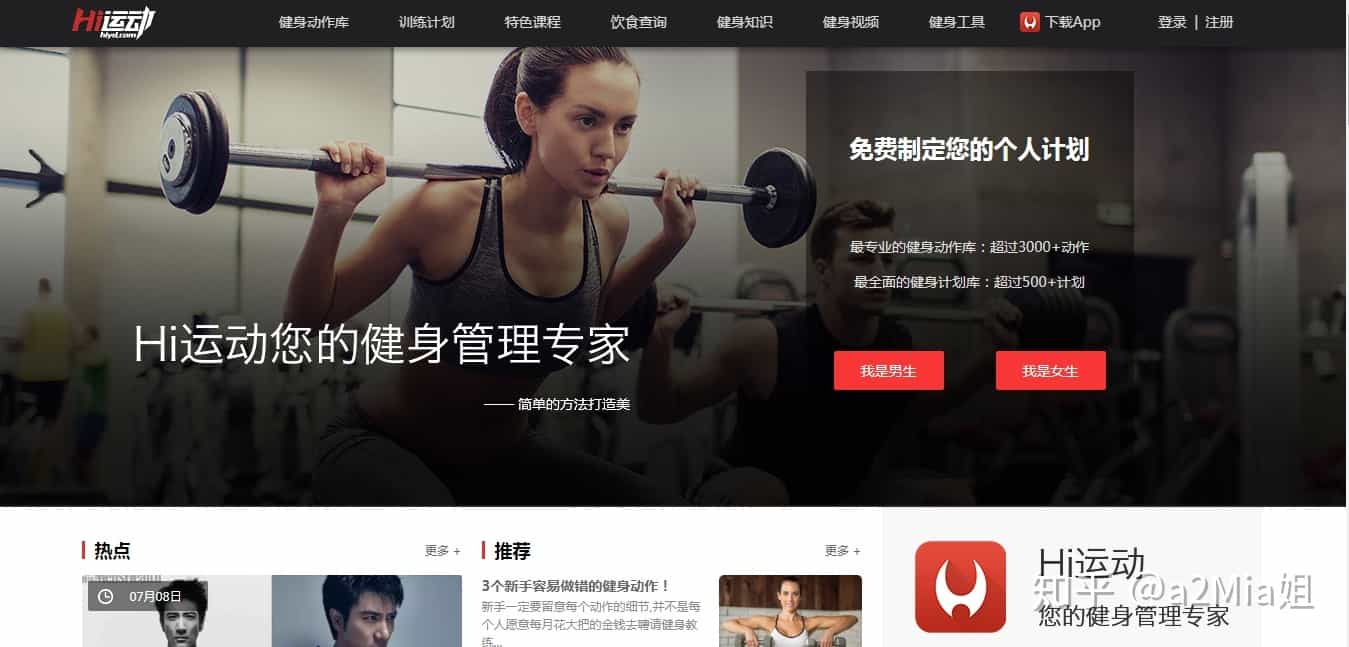 Hi运动
hiyd.com
健身动作库 训练计划 特色课程 饮食查询 健身知识 健身视频 健身工具 下载App 登录 | 注册
免费制定您的个人计划
最专业的健身动作库：超过3000+动作
最全面的健身计划库：超过500+计划
我是男生 我是女生
Hi运动您的健身管理专家
—— 简单的方法打造美
热点 更多 +
07月08日
推荐 更多 +
3个新手容易做错的健身动作！
新手一定要留意每个动作的细节,并不是每
个人愿意每月花大把的金钱去聘请健身教
练...
Hi运动
您的健身管理专家
知乎 @a2Mia姐